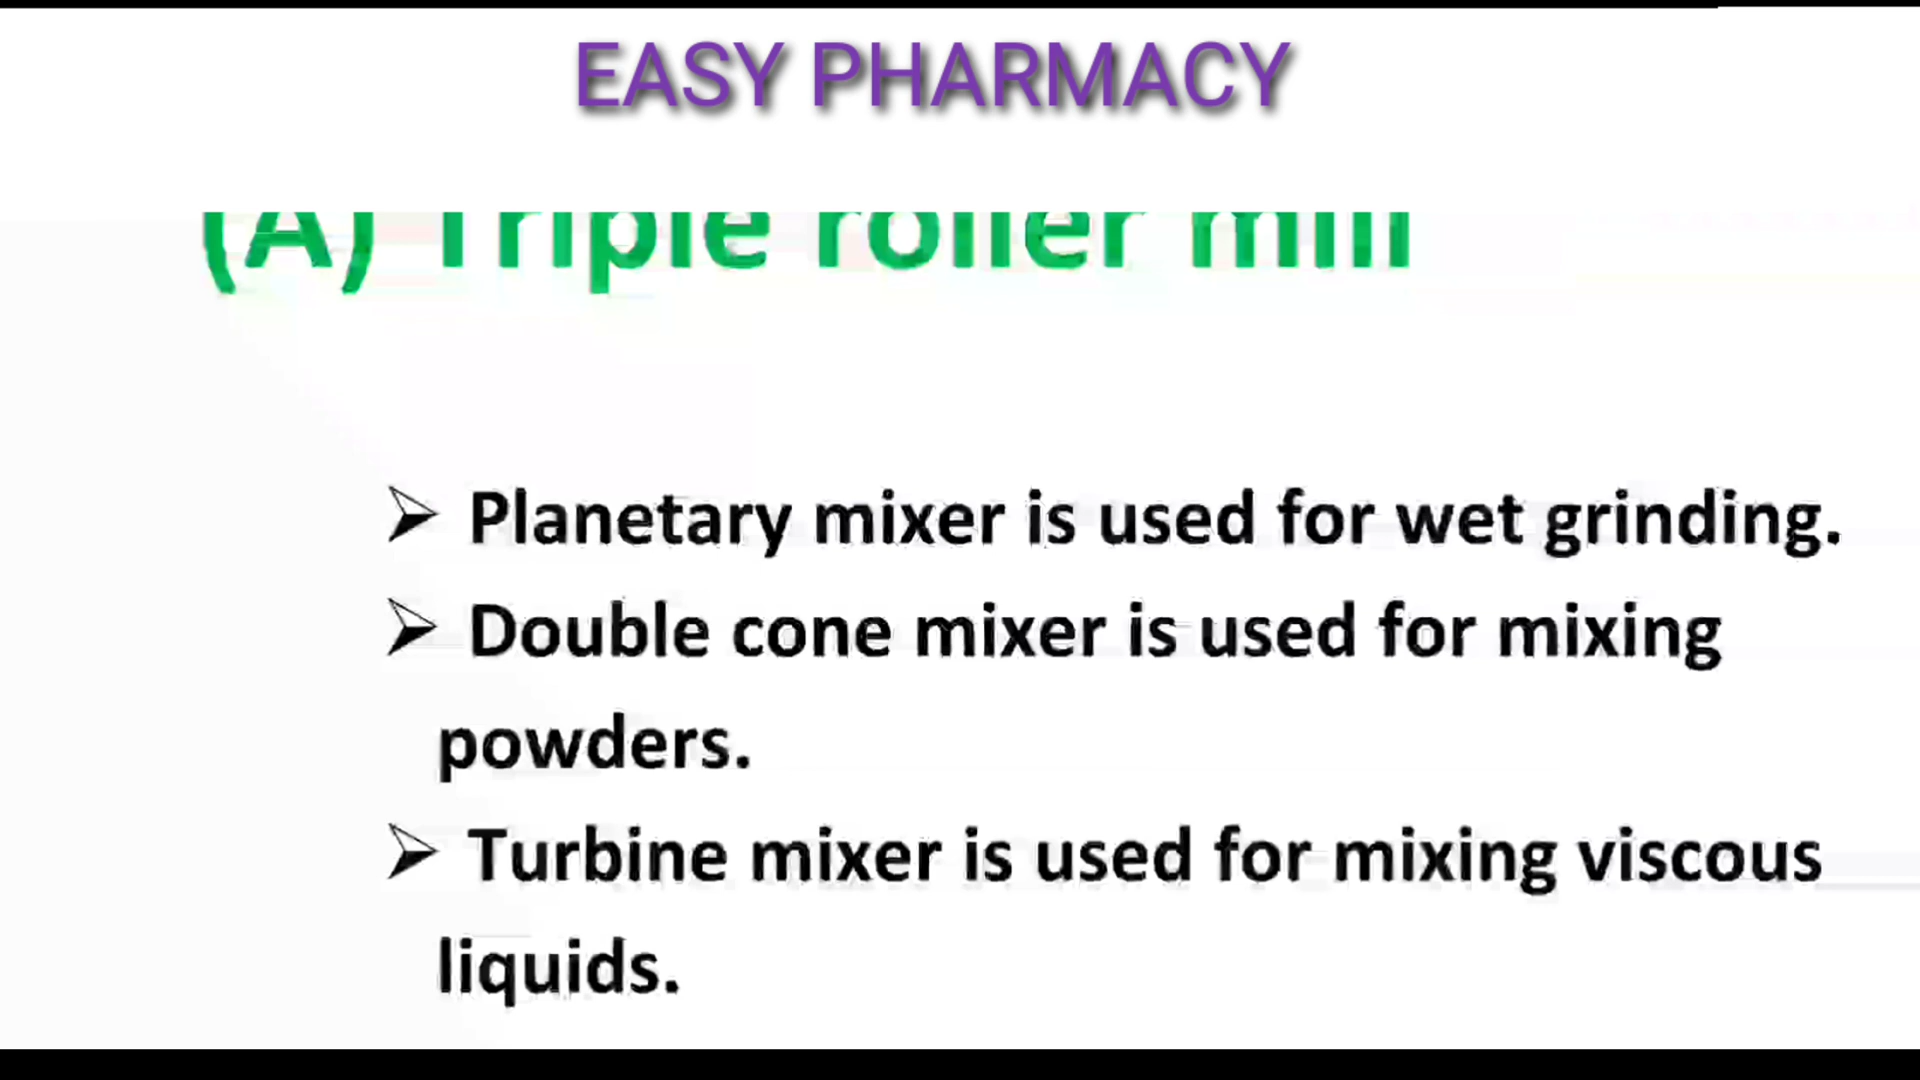 EASY PHARMACY
(A) Triple roller mill
➢ Planetary mixer is used for wet grinding.
➢ Double cone mixer is used for mixing
powders.
➢ Turbine mixer is used for mixing viscous
liquids.